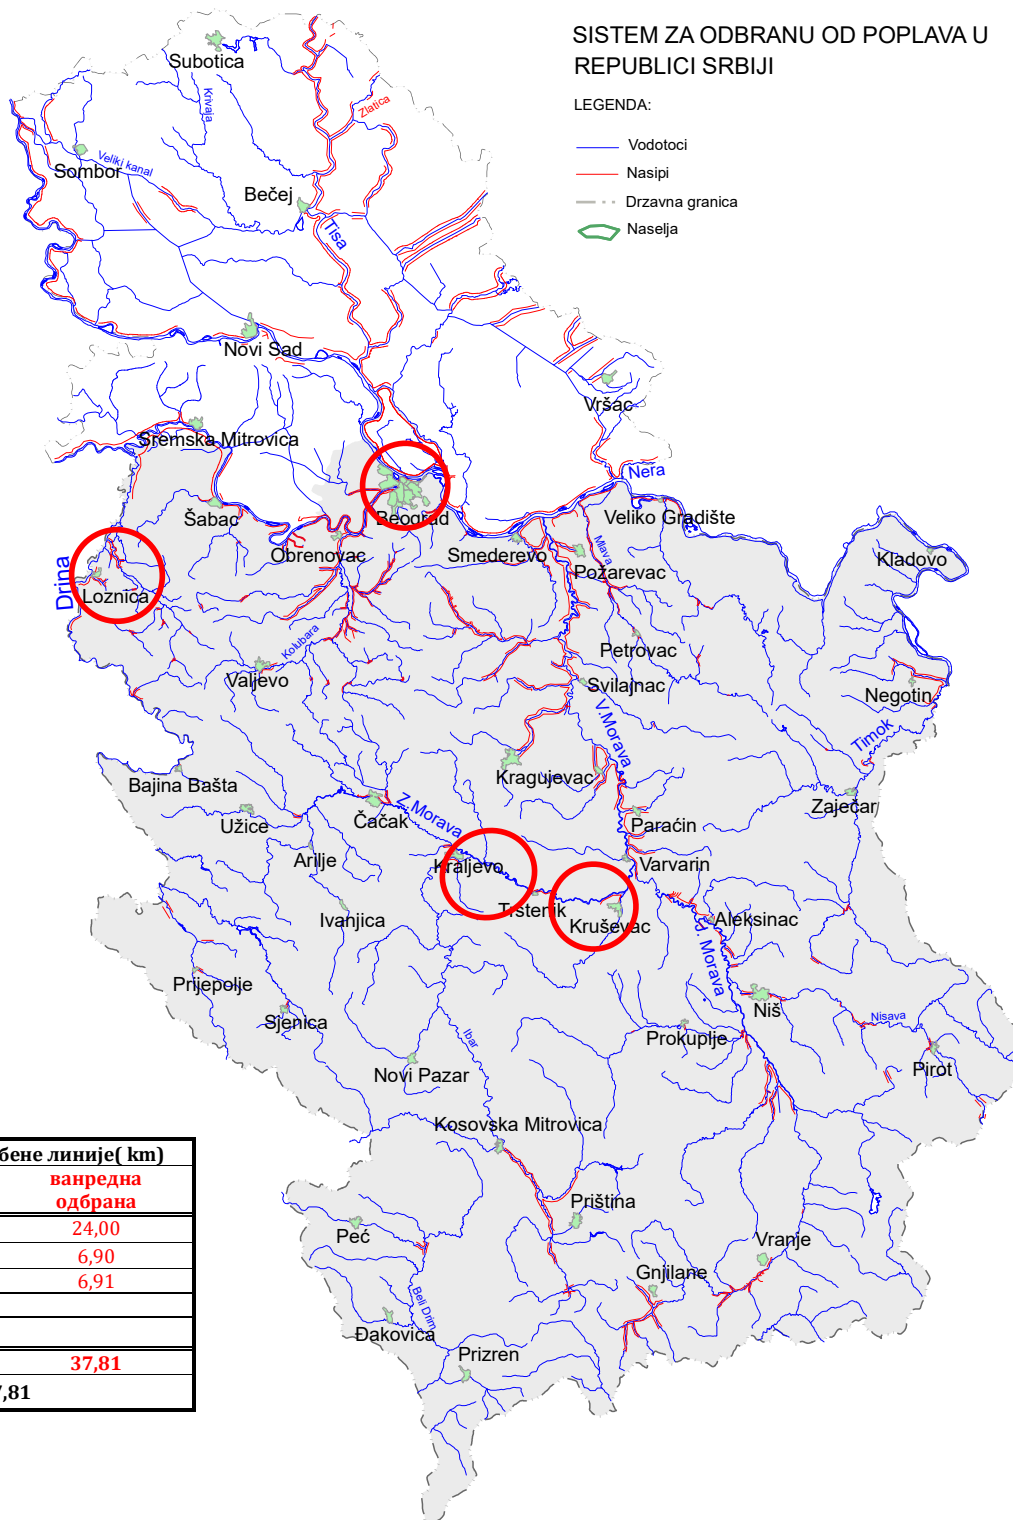 SISTEM ZA ODBRANU OD POPLAVA U
REPUBLICI SRBIJI
LEGENDA:
Vodotoci
Nasipi
Drzavna granica
Naselja
Subotica
Krivaja
Zlatica
Sombor
Veliki kanal
Bečej
Tisa
Novi Sad
Vršac
Sremska Mitrovica
Nera
Šabac
Beograd
Veliko Gradište
Obrenovac
Smederevo
Mlava
Požarevac
Kladovo
Drina
Loznica
Kolubara
Petrovac
Valjevo
Svilajnac
Negotin
V.Morava
Timok
Bajina Bašta
Kragujevac
Zaječar
Užice
Čačak
Z.Morava
Paraćin
Arilje
Kraljevo
Varvarin
Ivanjica
Trstenik
Kruševac
Aleksinac
J. Morava
Prijepolje
Sjenica
Niš
Nisava
Ibar
Prokuplje
Pirot
Novi Pazar
Kosovska Mitrovica
бене линије( km)
ванредна
одбрана
24,00
6,90
6,91
37,81
7,81
Priština
Peć
Vranje
Gnjilane
Beli Drim
Đakovica
Prizren